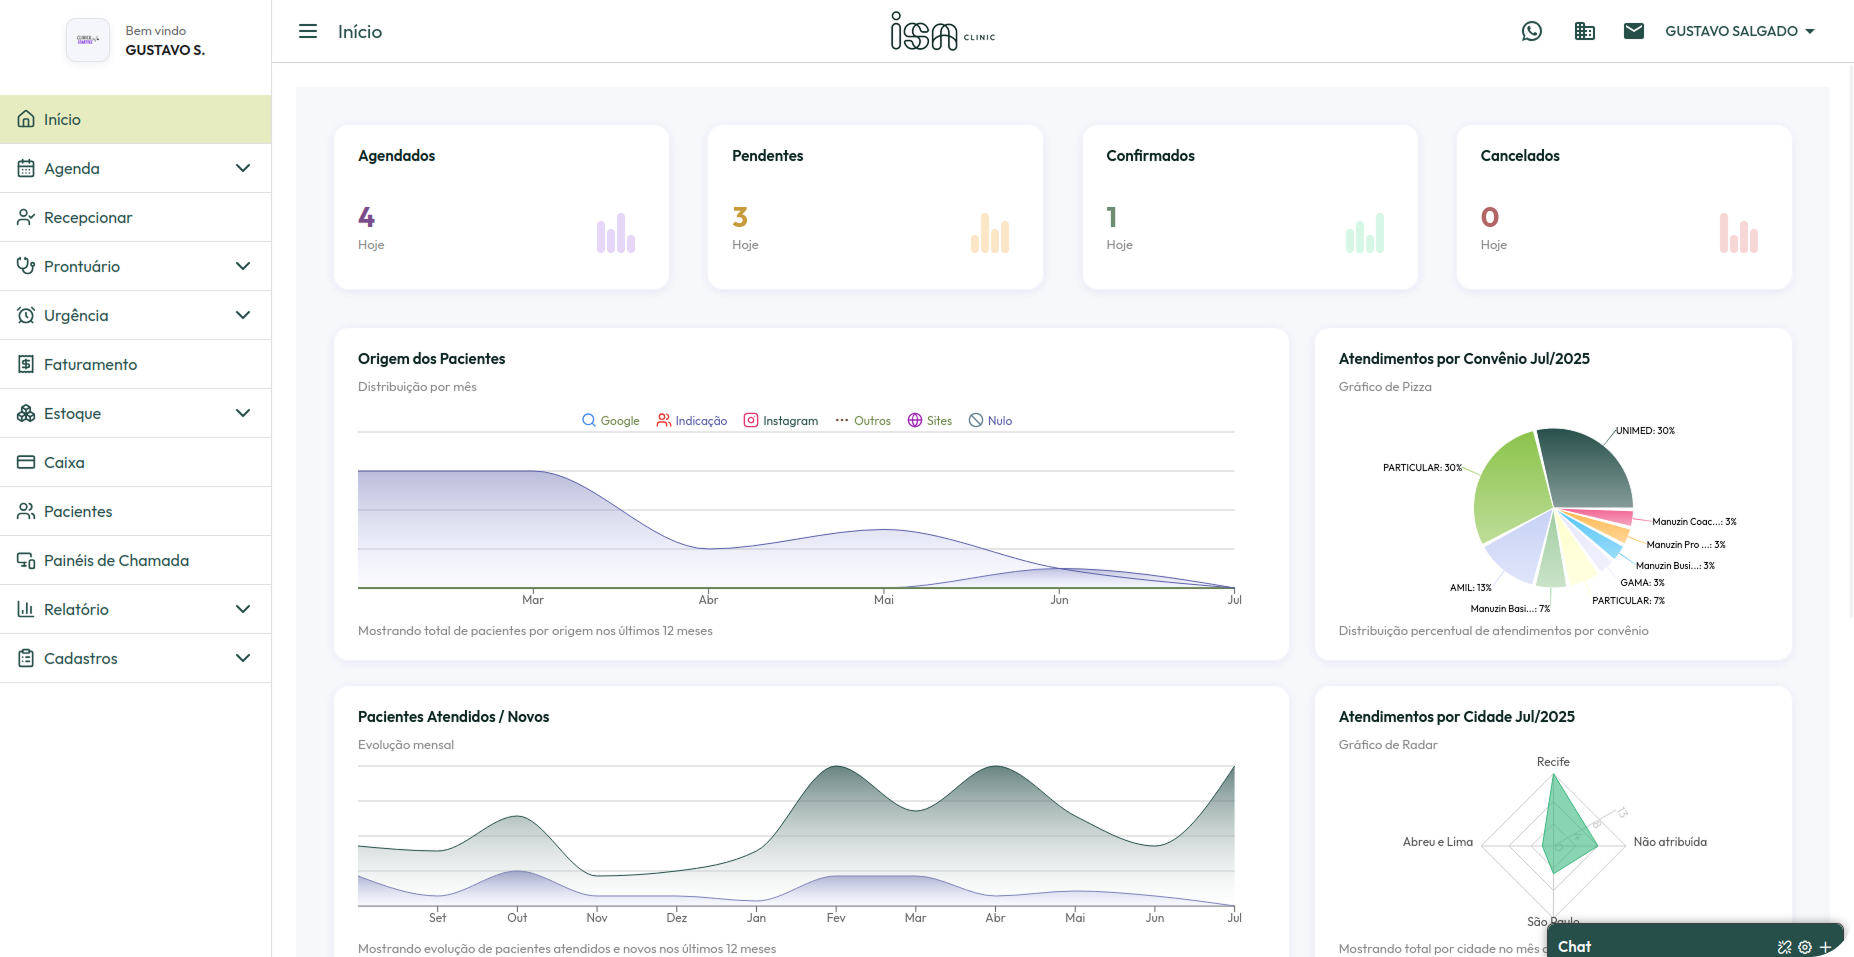 Bem vindo
GUSTAVO S.
Início
Agenda
Recepcionar
Prontuário
Urgência
Faturamento
Estoque
Caixa
Pacientes
Painéis de Chamada
Relatório
Cadastros
Início
isa CLINIC
GUSTAVO SALGADO
Agendados
4
Hoje
Pendentes
3
Hoje
Confirmados
1
Hoje
Cancelados
0
Hoje
Origem dos Pacientes
Distribuição por mês
Google Indicação Instagram Outros Sites Nulo
Mar Abr Mai Jun Jul
Mostrando total de pacientes por origem nos últimos 12 meses
Atendimentos por Convênio Jul/2025
Gráfico de Pizza
UNIMED: 30%
PARTICULAR: 30%
Manuzin Coac...: 3%
Manuzin Pro ...: 3%
Manuzin Busi...: 3%
AMIL: 13%
GAMA: 3%
PARTICULAR: 7%
Manuzin Basi...: 7%
Distribuição percentual de atendimentos por convênio
Pacientes Atendidos / Novos
Evolução mensal
Set Out Nov Dez Jan Fev Mar Abr Mai Jun Jul
Mostrando evolução de pacientes atendidos e novos nos últimos 12 meses
Atendimentos por Cidade Jul/2025
Gráfico de Radar
Recife
13
8
4
0
Abreu e Lima
Não atribuída
São Paulo
Mostrando total por cidade no mês
Chat